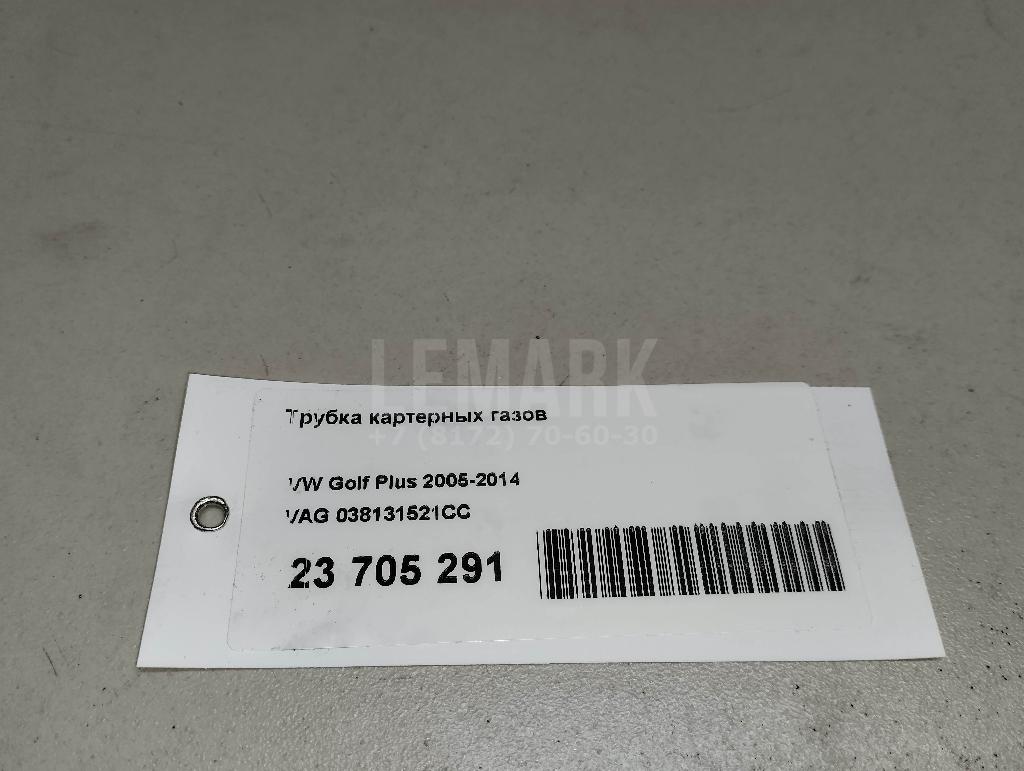 LEMARK
Трубка картерных газов
+7 (8172) 70-60-30
VW Golf Plus 2005-2014
VAG 038131521CC
23 705 291